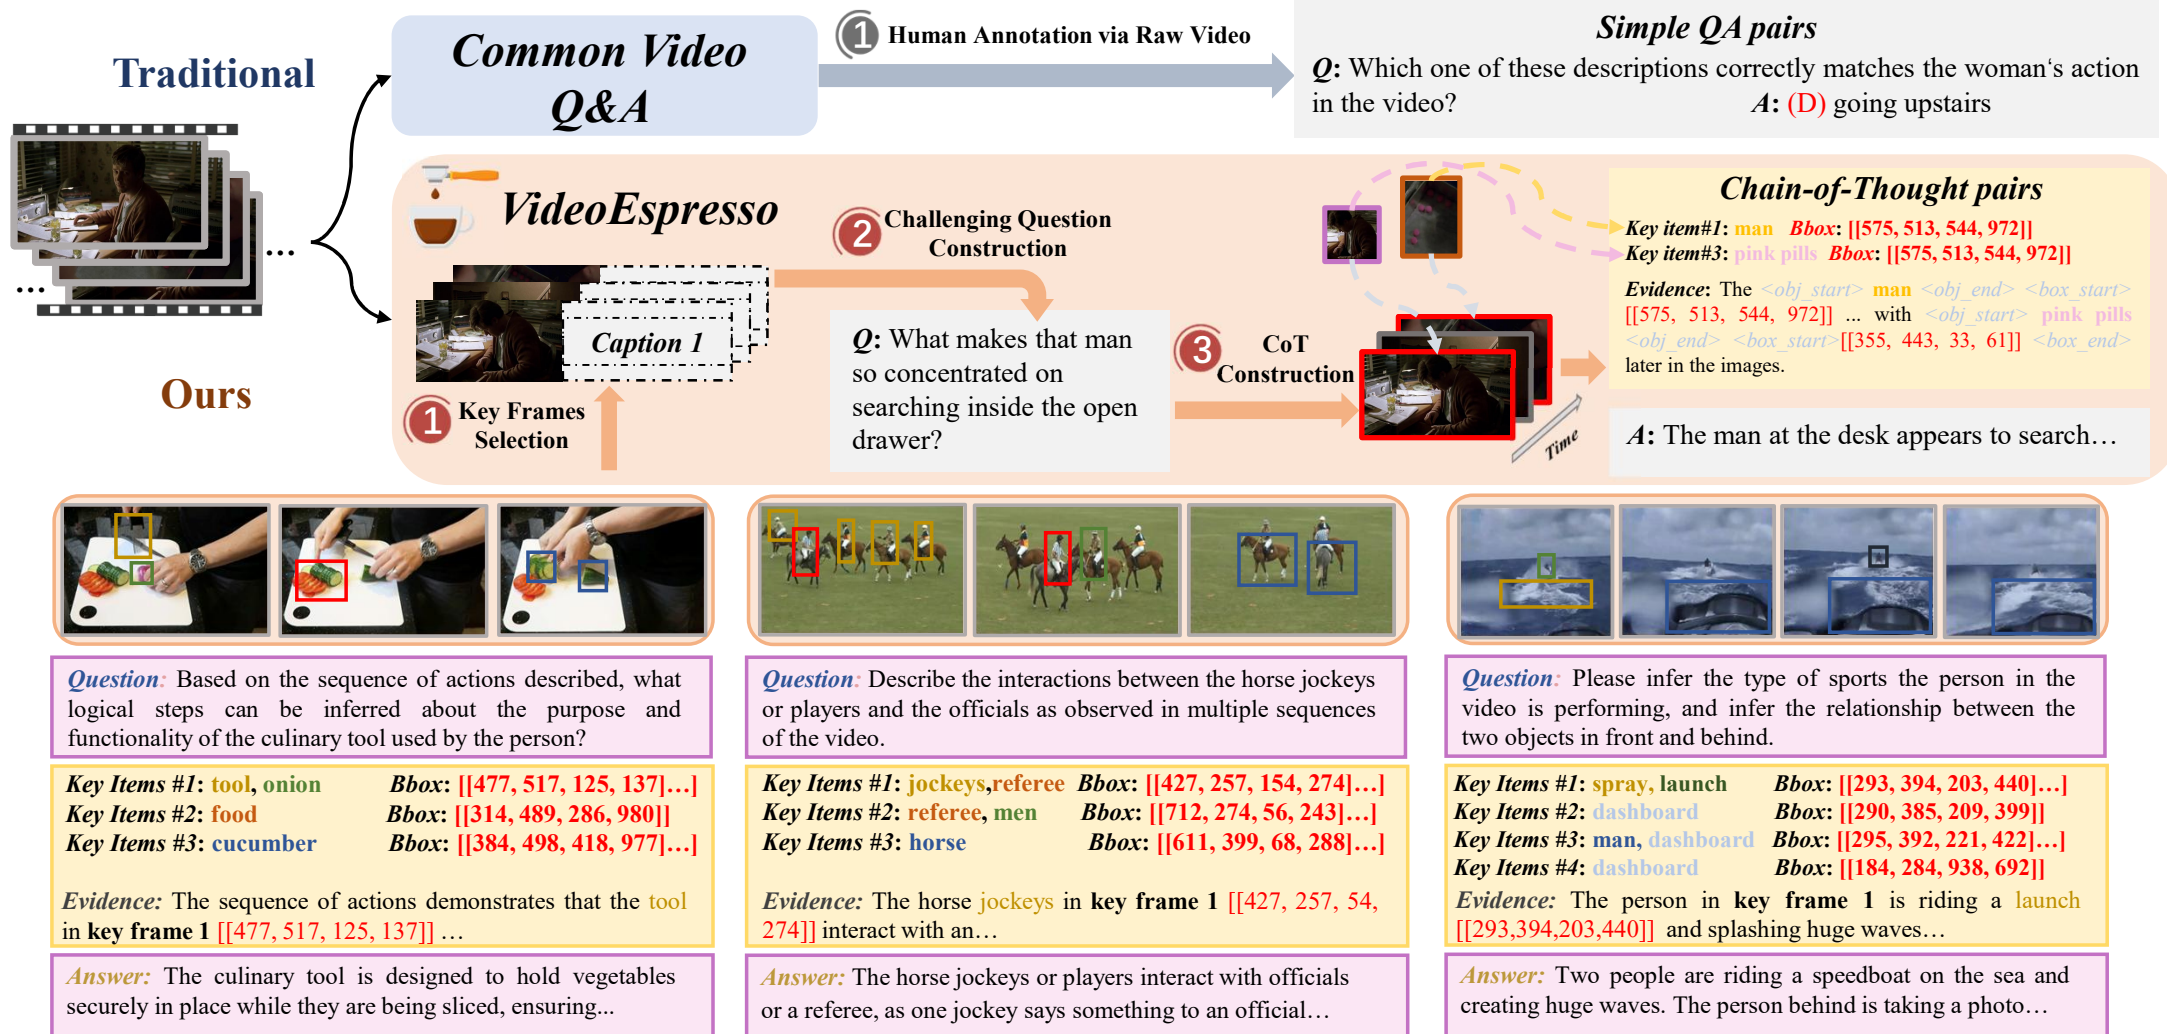 Traditional
Common Video
Q&A
1 Human Annotation via Raw Video
Simple QA pairs
Q: Which one of these descriptions correctly matches the woman‘s action
in the video? A: (D) going upstairs
...
...
Ours
VideoEspresso
Caption 1
1 Key Frames
Selection
2 Challenging Question
Construction
Q: What makes that man
so concentrated on
searching inside the open
drawer?
3 CoT
Construction
Time
Chain-of-Thought pairs
Key item#1: man Bbox: [[575, 513, 544, 972]]
Key item#3: pink pills Bbox: [[575, 513, 544, 972]]
Evidence: The <obj_start> man <obj_end> <box_start>
[[575, 513, 544, 972]] ... with <obj_start> pink pills
<obj_end> <box_start>[[355, 443, 33, 61]] <box_end>
later in the images.
A: The man at the desk appears to search…
Question: Based on the sequence of actions described, what
logical steps can be inferred about the purpose and
functionality of the culinary tool used by the person?
Key Items #1: tool, onion Bbox: [[477, 517, 125, 137]…]
Key Items #2: food Bbox: [[314, 489, 286, 980]]
Key Items #3: cucumber Bbox: [[384, 498, 418, 977]…]
Evidence: The sequence of actions demonstrates that the tool
in key frame 1 [[477, 517, 125, 137]] …
Answer: The culinary tool is designed to hold vegetables
securely in place while they are being sliced, ensuring...
Question: Describe the interactions between the horse jockeys
or players and the officials as observed in multiple sequences
of the video.
Key Items #1: jockeys,referee Bbox: [[427, 257, 154, 274]…]
Key Items #2: referee, men Bbox: [[712, 274, 56, 243]…]
Key Items #3: horse Bbox: [[611, 399, 68, 288]…]
Evidence: The horse jockeys in key frame 1 [[427, 257, 54,
274]] interact with an…
Answer: The horse jockeys or players interact with officials
or a referee, as one jockey says something to an official…
Question: Please infer the type of sports the person in the
video is performing, and infer the relationship between the
two objects in front and behind.
Key Items #1: spray, launch Bbox: [[293, 394, 203, 440]…]
Key Items #2: dashboard Bbox: [[290, 385, 209, 399]]
Key Items #3: man, dashboard Bbox: [[295, 392, 221, 422]…]
Key Items #4: dashboard Bbox: [[184, 284, 938, 692]]
Evidence: The person in key frame 1 is riding a launch
[[293,394,203,440]] and splashing huge waves…
Answer: Two people are riding a speedboat on the sea and
creating huge waves. The person behind is taking a photo…